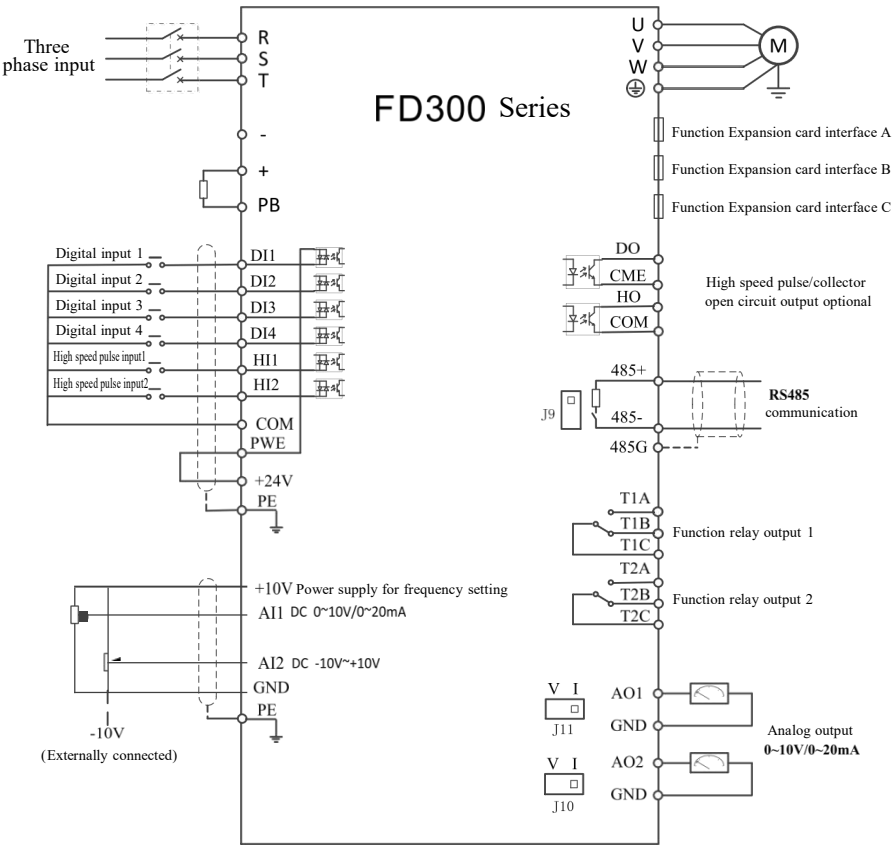 Three
phase input
R
S
T
-
+
PB
FD300 Series
U
V
W
M
Function Expansion card interface A
Function Expansion card interface B
Function Expansion card interface C
Digital input 1
Digital input 2
Digital input 3
Digital input 4
High speed pulse input1
High speed pulse input2
DI1
DI2
DI3
DI4
HI1
HI2
COM
PWE
+24V
PE
DO
CME
HO
COM
High speed pulse/collector
open circuit output optional
485+
485-
485G
J9
RS485
communication
T1A
T1B
T1C
Function relay output 1
T2A
T2B
T2C
Function relay output 2
+10V Power supply for frequency setting
AI1 DC 0~10V/0~20mA
AI2 DC -10V~+10V
GND
PE
-10V
(Externally connected)
V I
J11
AO1
GND
V I
J10
AO2
GND
Analog output
0~10V/0~20mA